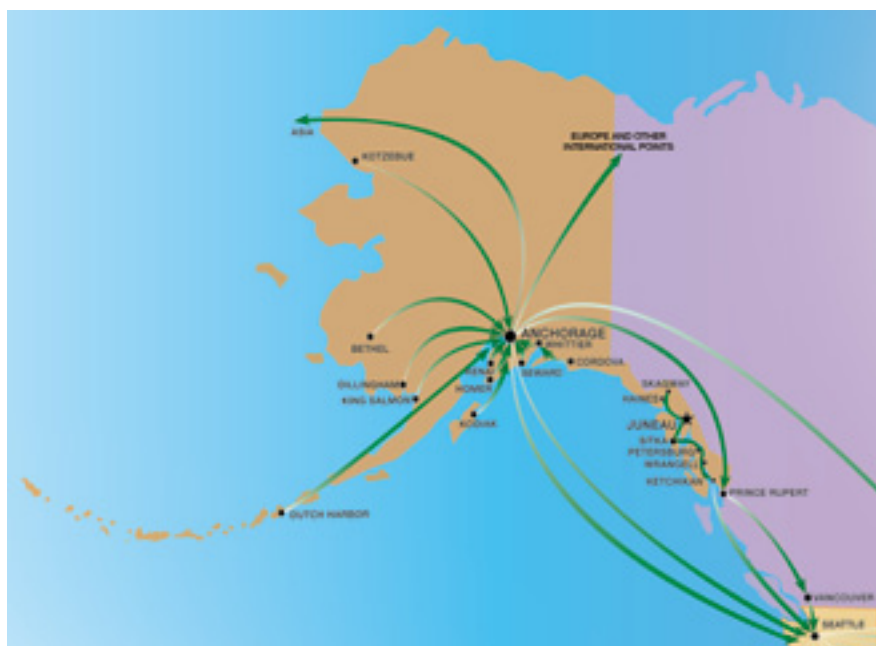 ASIA
KOTZEBUE
EUROPE AND OTHER
INTERNATIONAL POINTS
ANCHORAGE
WHITTIER
BETHEL
KENAI
SEWARD
CORDOVA
DILLINGHAM
HOMER
KING SALMON
KODIAK
SKAGWAY
HAINES
JUNEAU
SITKA
PETERSBURG
WRANGELL
KETCHIKAN
PRINCE RUPERT
DUTCH HARBOR
VANCOUVER
SEATTLE